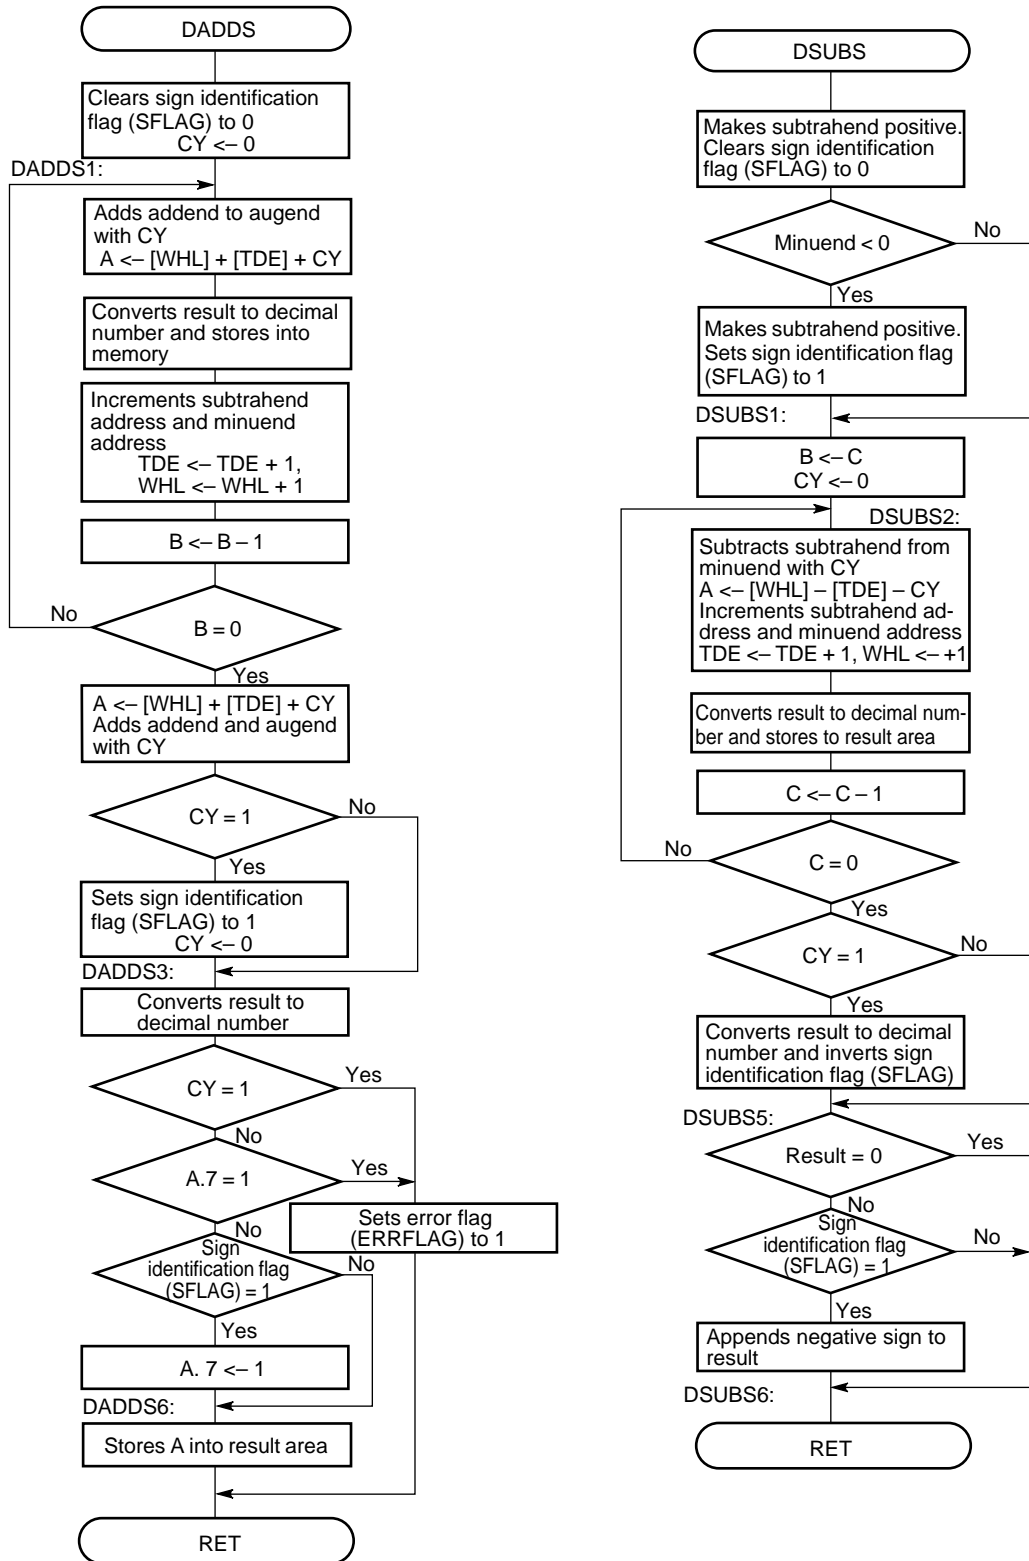 DADDS
Clears sign identification
flag (SFLAG) to 0
CY <– 0
DADDS1:
Adds addend to augend
with CY
A <– [WHL] + [TDE] + CY
Converts result to decimal
number and stores into
memory
Increments subtrahend
address and minuend
address
TDE <– TDE + 1,
WHL <– WHL + 1
B <– B – 1
No
B = 0
Yes
A <– [WHL] + [TDE] + CY
Adds addend and augend
with CY
CY = 1
No
Yes
Sets sign identification
flag (SFLAG) to 1
CY <– 0
DADDS3:
Converts result to
decimal number
CY = 1
Yes
No
A.7 = 1
Yes
No
Sets error flag
(ERRFLAG) to 1
Sign
identification flag
(SFLAG) = 1
No
Yes
A. 7 <– 1
DADDS6:
Stores A into result area
RET
DSUBS
Makes subtrahend positive.
Clears sign identification
flag (SFLAG) to 0
Minuend < 0
No
Yes
Makes subtrahend positive.
Sets sign identification flag
(SFLAG) to 1
DSUBS1:
B <– C
CY <– 0
DSUBS2:
Subtracts subtrahend from
minuend with CY
A <– [WHL] – [TDE] – CY
Increments subtrahend ad-
dress and minuend address
TDE <– TDE + 1, WHL <– +1
Converts result to decimal num-
ber and stores to result area
C <– C – 1
No
C = 0
Yes
CY = 1
No
Yes
Converts result to decimal
number and inverts sign
identification flag (SFLAG)
DSUBS5:
Result = 0
Yes
No
Sign
identification flag
(SFLAG) = 1
No
Yes
Appends negative sign to
result
DSUBS6:
RET